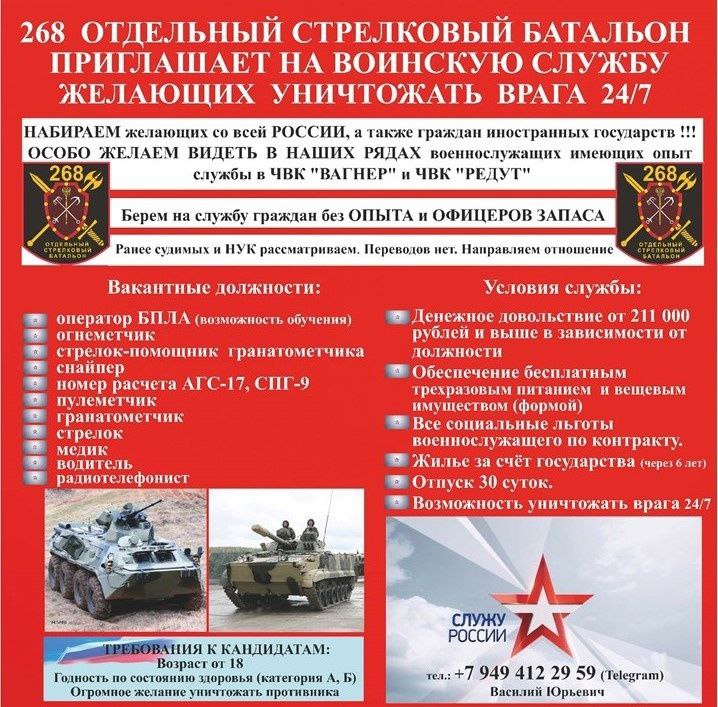 268 ОТДЕЛЬНЫЙ СТРЕЛКОВЫЙ БАТАЛЬОН
ПРИГЛАШАЕТ НА ВОИНСКУЮ СЛУЖБУ
ЖЕЛАЮЩИХ УНИЧТОЖАТЬ ВРАГА 24/7
НАБИРАЕМ желающих со всей РОССИИ, а также граждан иностранных государств !!!
ОСОБО ЖЕЛАЕМ ВИДЕТЬ В НАШИХ РЯДАХ военнослужащих имеющих опыт
службы в ЧВК "ВАГНЕР" и ЧВК "РЕДУТ"
268
ОТДЕЛЬНЫЙ
СТРЕЛКОВЫЙ
БАТАЛЬОН
Берем на службу граждан без ОПЫТА и ОФИЦЕРОВ ЗАПАСА
Ранее судимых и НУК рассматриваем. Переводов нет. Направляем отношение
268
ОТДЕЛЬНЫЙ
СТРЕЛКОВЫЙ
БАТАЛЬОН
Вакантные должности:
оператор БПЛА (возможность обучения)
огнеметчик
стрелок-помощник гранатометчика
снайпер
номер расчета АГС-17, СПГ-9
пулеметчик
гранатометчик
стрелок
медик
водитель
радиотелефонист
Условия службы:
Денежное довольствие от 211 000
рублей и выше в зависимости от
должности
Обеспечение бесплатным
трехразовым питанием и вещевым
имуществом (формой)
Все социальные льготы
военнослужащего по контракту.
Жилье за счёт государства (через 6 лет)
Отпуск 30 суток.
Возможность уничтожать врага 24/7
ТРЕБОВАНИЯ К КАНДИДАТАМ:
Возраст от 18
Годность по состоянию здоровья (категория А, Б)
Огромное желание уничтожать противника
СЛУЖУ
РОССИИ
тел.: +7 949 412 29 59 (Telegram)
Василий Юрьевич